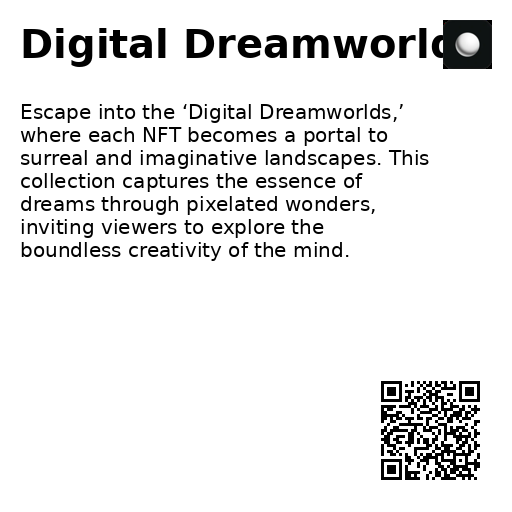 Digital Dreamworld
Escape into the ‘Digital Dreamworlds,’
where each NFT becomes a portal to
surreal and imaginative landscapes. This
collection captures the essence of
dreams through pixelated wonders,
inviting viewers to explore the
boundless creativity of the mind.